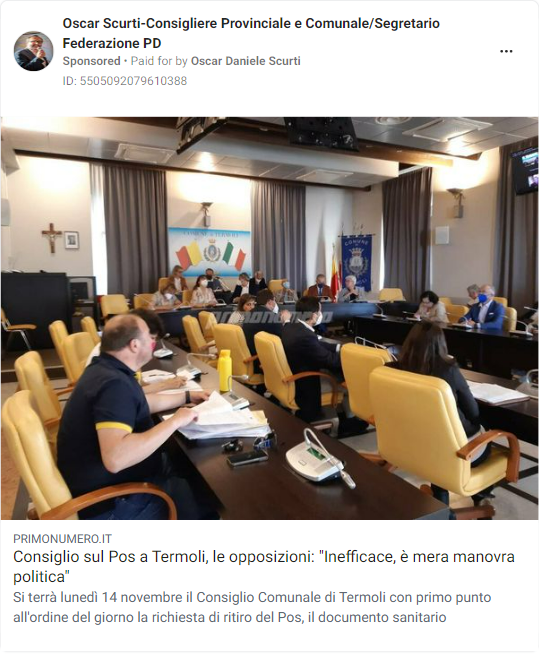 Oscar Scurti-Consigliere Provinciale e Comunale/Segretario
Federazione PD
Sponsored • Paid for by Oscar Daniele Scurti
ID: 5505092079610388
COMUNE
primonumero
PRIMONUMERO.IT
Consiglio sul Pos a Termoli, le opposizioni: "Inefficace, è mera manovra
politica"
Si terrà lunedì 14 novembre il Consiglio Comunale di Termoli con primo punto
all'ordine del giorno la richiesta di ritiro del Pos, il documento sanitario